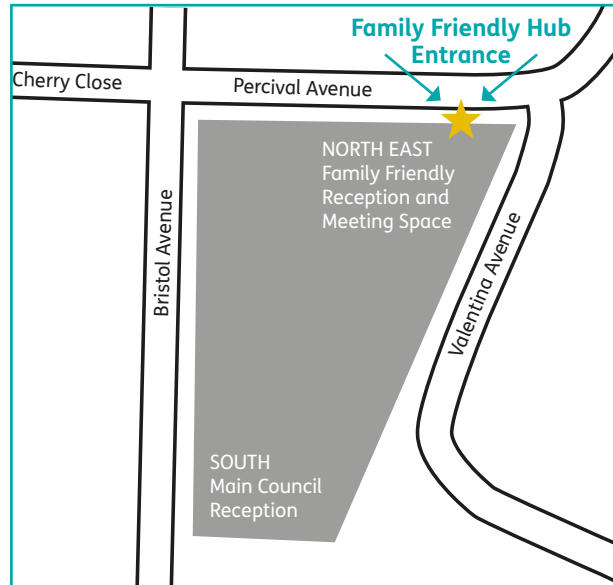 Family Friendly Hub
Entrance
Cherry Close
Percival Avenue
NORTH EAST
Family Friendly
Reception and
Meeting Space
Bristol Avenue
Valentina Avenue
SOUTH
Main Council
Reception